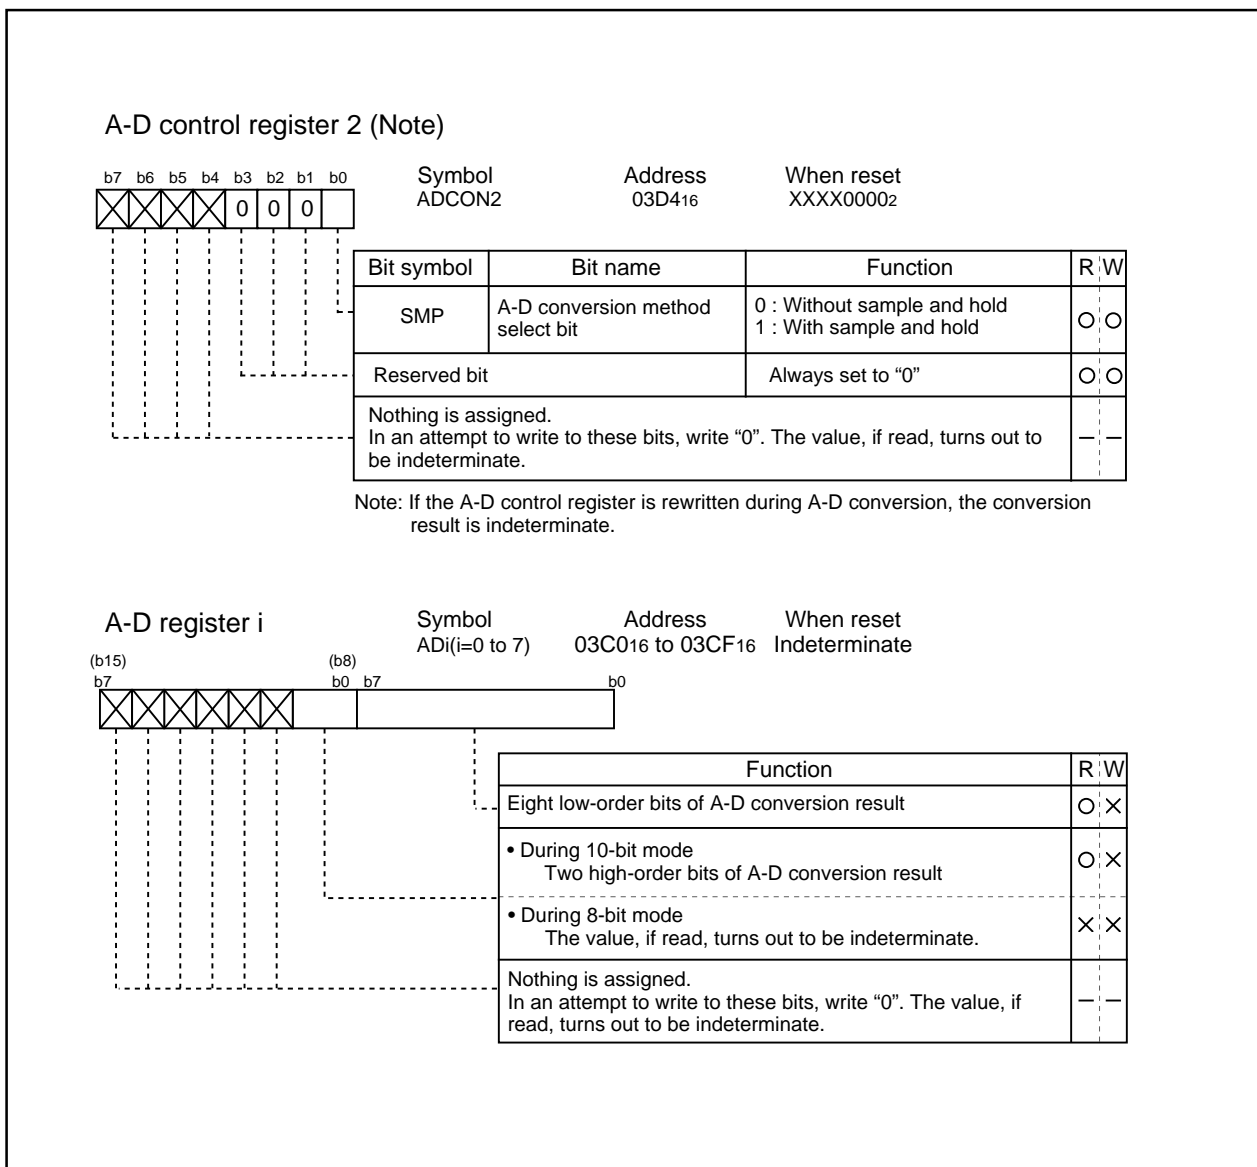 A-D control register 2 (Note)
b7 b6 b5 b4 b3 b2 b1 b0
0 0 0
Symbol Address When reset
ADCON2 03D416 XXXX00002
Bit symbol Bit name Function R W
SMP A-D conversion method select bit 0 : Without sample and hold
1 : With sample and hold
Reserved bit Always set to “0”
Nothing is assigned.
In an attempt to write to these bits, write “0”. The value, if read, turns out to
be indeterminate.
Note: If the A-D control register is rewritten during A-D conversion, the conversion
result is indeterminate.
A-D register i
Symbol Address When reset
ADi(i=0 to 7) 03C016 to 03CF16 Indeterminate
(b15) (b8)
b7 b0 b7 b0
Function R W
Eight low-order bits of A-D conversion result
• During 10-bit mode
Two high-order bits of A-D conversion result
• During 8-bit mode
The value, if read, turns out to be indeterminate.
Nothing is assigned.
In an attempt to write to these bits, write “0”. The value, if
read, turns out to be indeterminate.